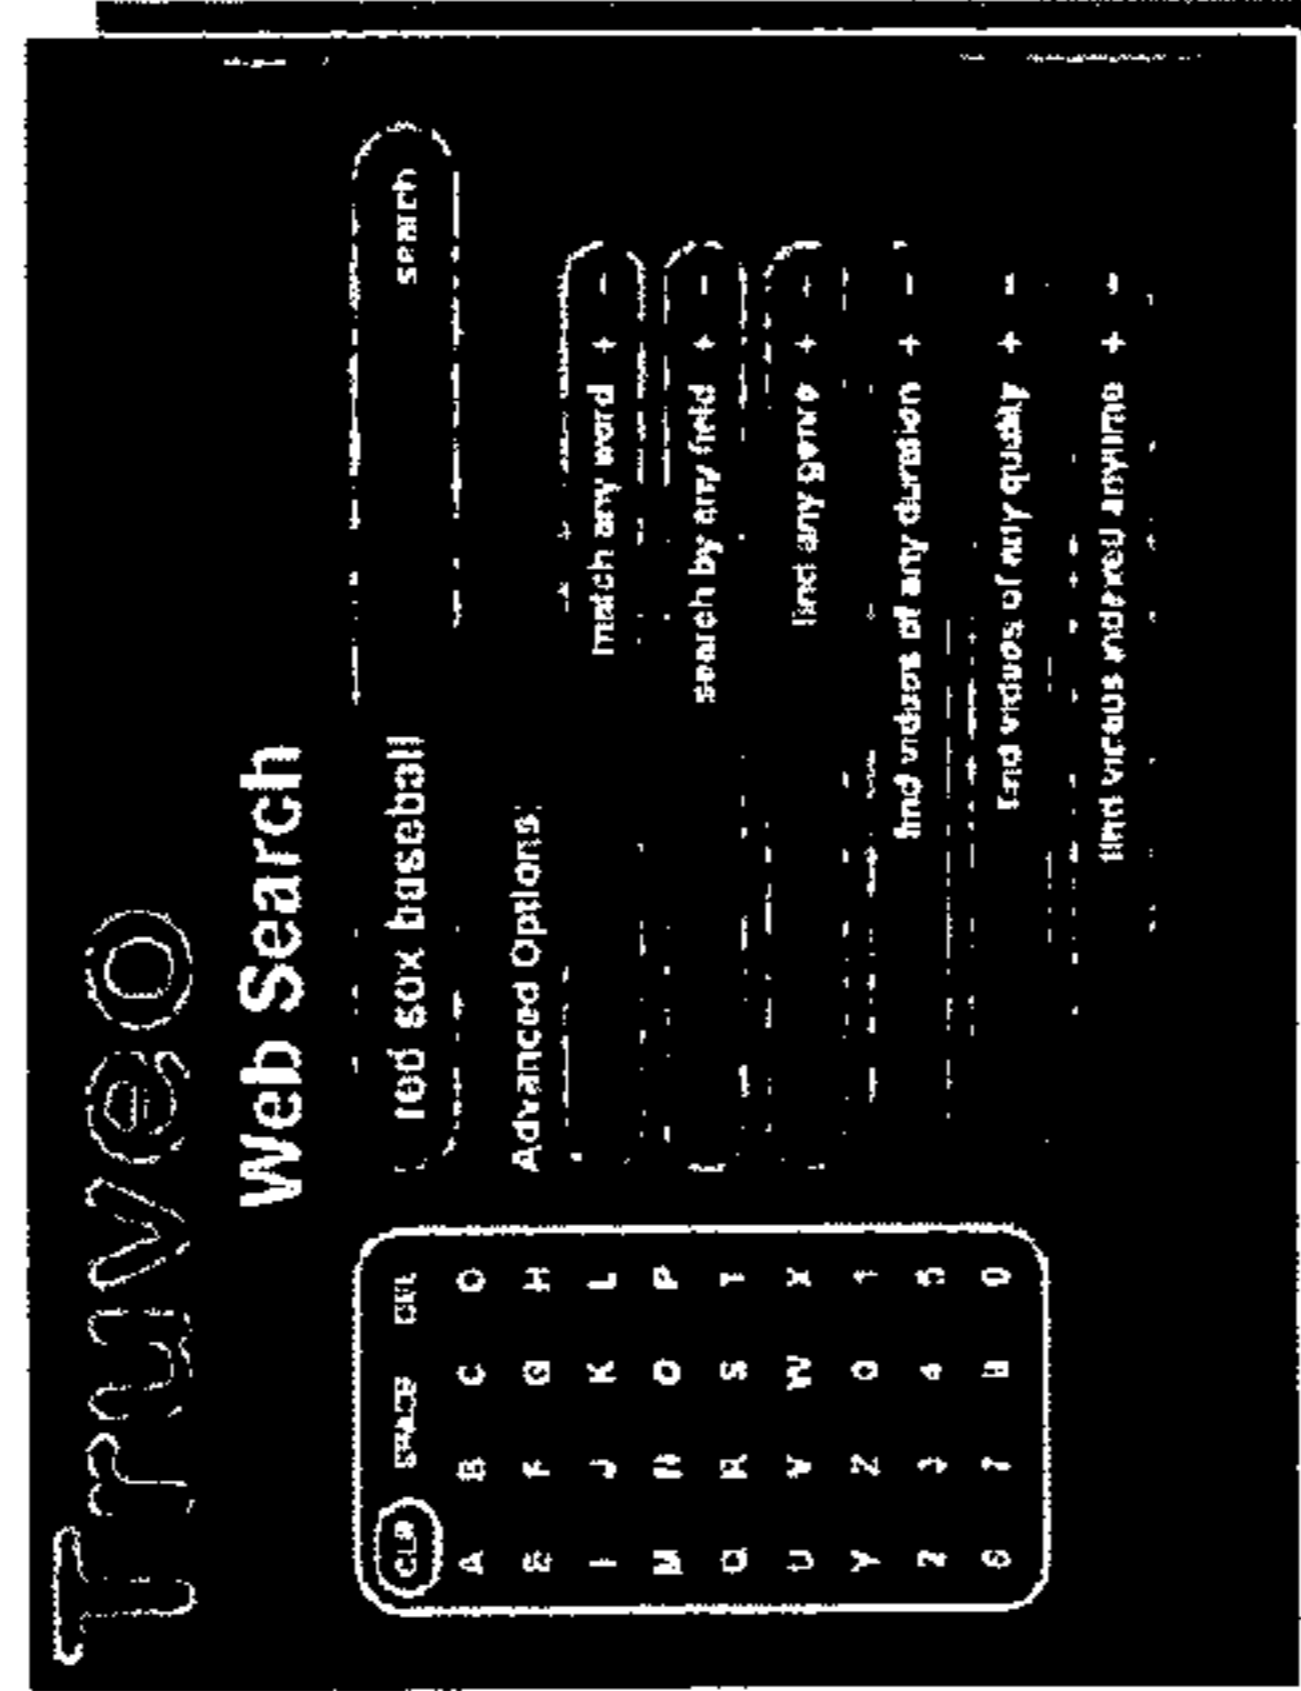 Truveo
Web Search
red sox baseball search
Advanced Options:
match any word + -
search by any field + -
find any genre + -
find videos of any duration + -
find videos of any quality + -
find videos indexed anytime + -
CLR SPACE DEL
A B C D
E F G H
I J K L
M N O P
Q R S T
U V W X
Y Z 0 1
2 3 4 5
6 7 8 9